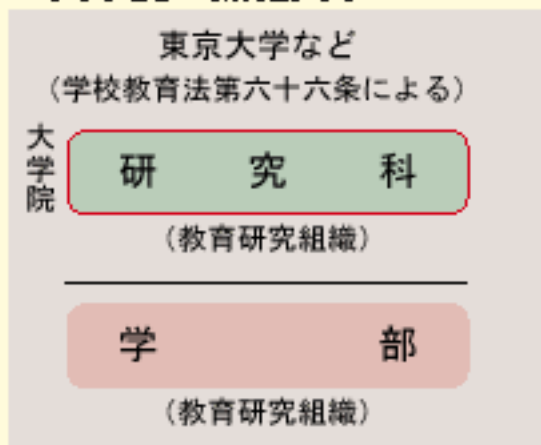 東京大学など
（学校教育法第六十六条による）
大学院
研究科
（教育研究組織）
学部
（教育研究組織）